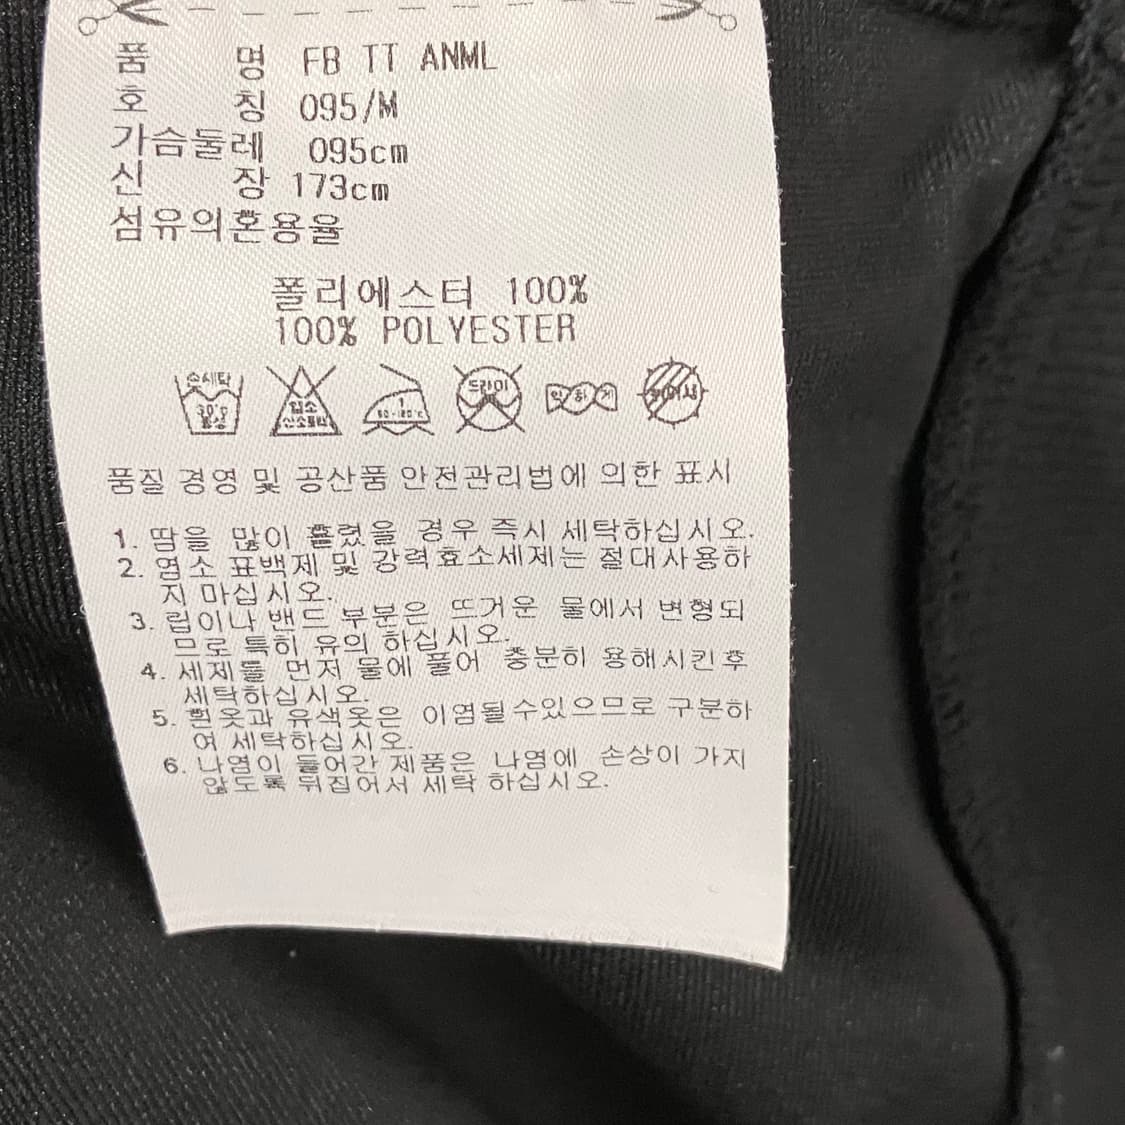 품 명 FB TT ANML
호 칭 095/M
가슴둘레 095cm
신 장 173cm
섬유의혼용율
폴리에스터 100%
100% POLYESTER
손세탁 30℃ 중성
염소 산소표백
1 80-120℃
드라이
약하게
뉘어서
품질 경영 및 공산품 안전관리법에 의한 표시
1. 땀을 많이 흘렸을 경우 즉시 세탁하십시오.
2. 염소 표백제 및 강력효소세제는 절대사용하
지 마십시오.
3. 립이나 밴드 부분은 뜨거운 물에서 변형되
므로 특히 유의 하십시오.
4. 세제를 먼저 물에 풀어 충분히 용해시킨후
세탁하십시오.
5. 흰옷과 유색옷은 이염될수있으므로 구분하
여 세탁하십시오.
6. 나염이 들어간 제품은 나염에 손상이 가지
않도록 뒤집어서 세탁 하십시오.